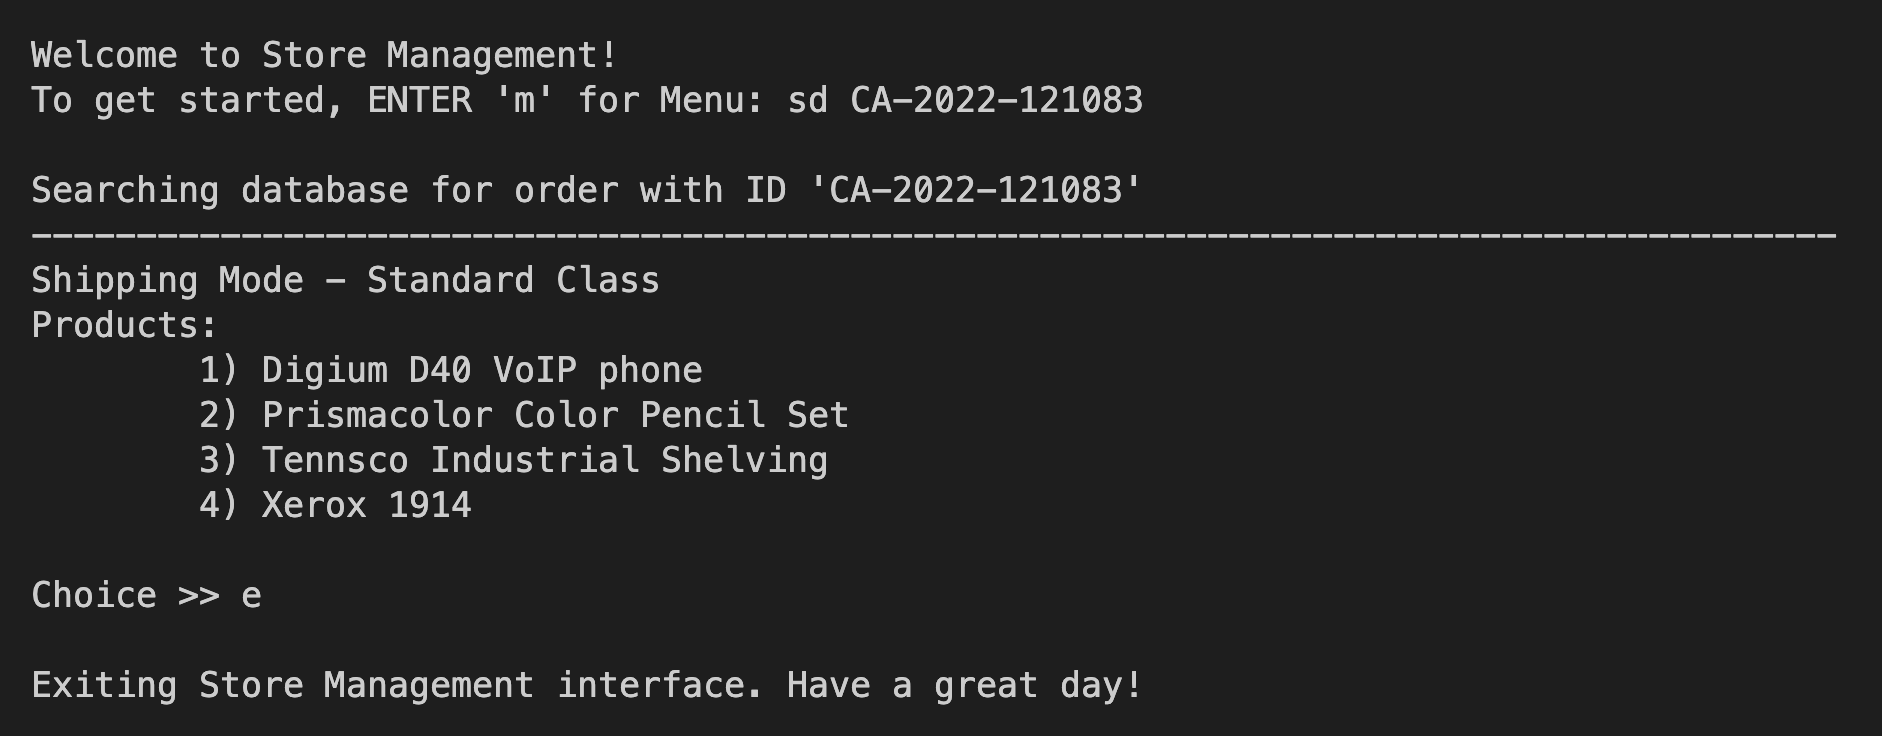 Welcome to Store Management!
To get started, ENTER 'm' for Menu: sd CA-2022-121083
Searching database for order with ID 'CA-2022-121083'
--------------------------------------------------------------------------------------
Shipping Mode - Standard Class
Products:
1) Digium D40 VoIP phone
2) Prismacolor Color Pencil Set
3) Tennsco Industrial Shelving
4) Xerox 1914
Choice >> e
Exiting Store Management interface. Have a great day!